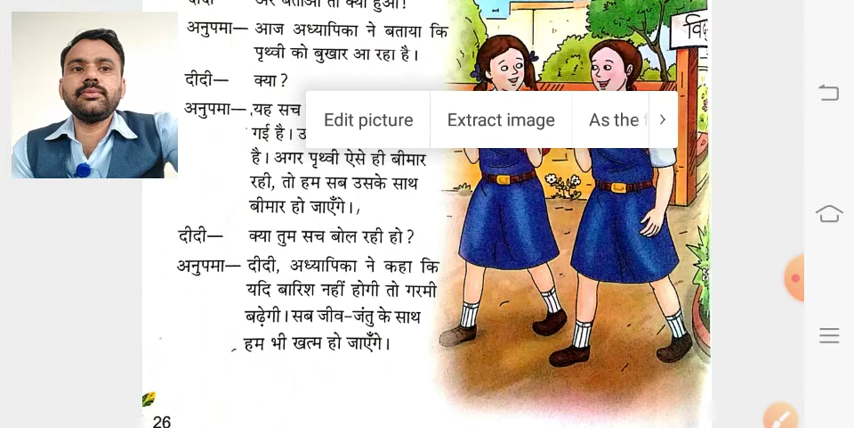 अनुपमा— आज अध्यापिका ने बताया कि
पृथ्वी को बुखार आ रहा है।
दीदी— क्या?
अनुपमा— यह सच
गई है।
है। अगर पृथ्वी ऐसे ही बीमार
रही, तो हम सब उसके साथ
बीमार हो जाएँगे।
दीदी— क्या तुम सच बोल रही हो?
अनुपमा— दीदी, अध्यापिका ने कहा कि
यदि बारिश नहीं होगी तो गरमी
बढ़ेगी। सब जीव-जंतु के साथ
हम भी खत्म हो जाएँगे।
26
Edit picture
Extract image
As the